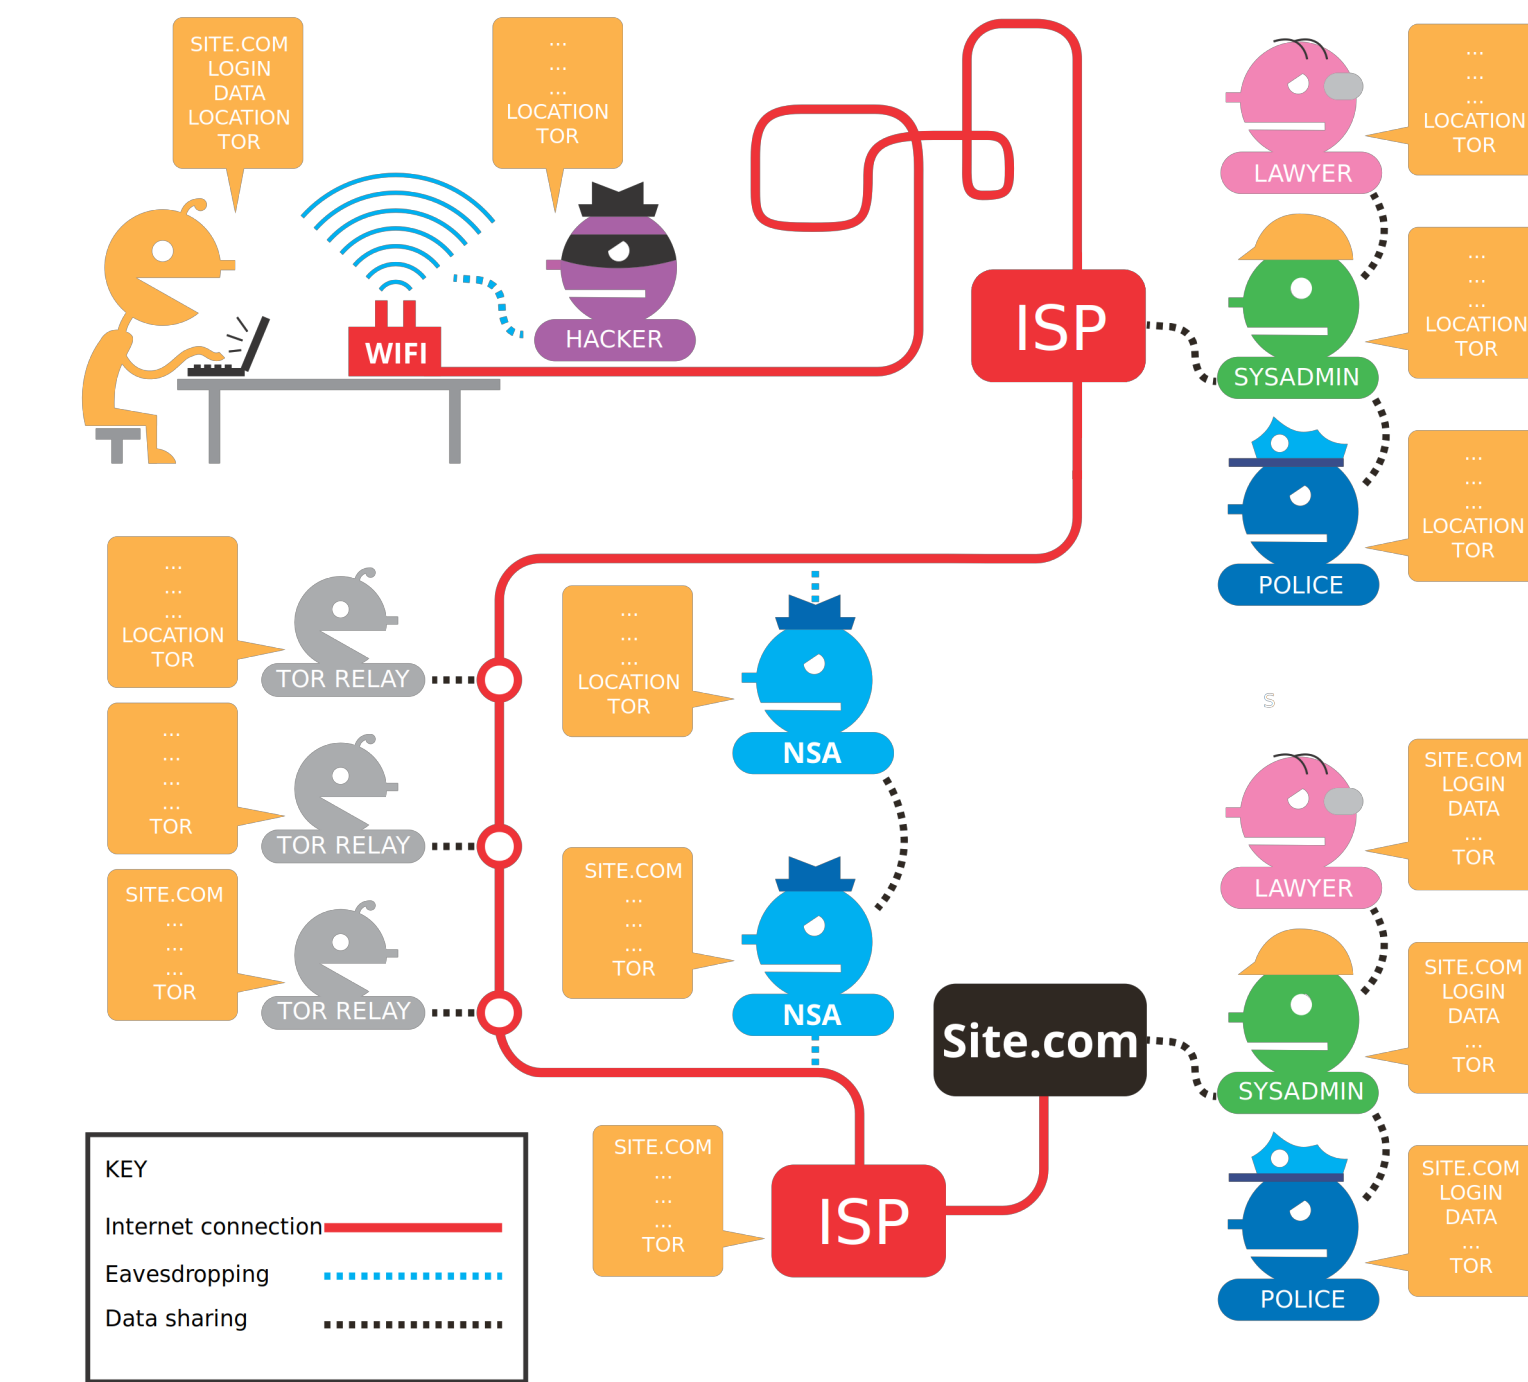 SITE.COM
LOGIN
DATA
LOCATION
TOR
...
...
...
LOCATION
TOR
WIFI
HACKER
ISP
...
...
...
LOCATION
TOR
LAWYER
...
...
...
LOCATION
TOR
SYSADMIN
...
...
...
LOCATION
TOR
POLICE
...
...
...
LOCATION
TOR
TOR RELAY
...
...
...
...
TOR
TOR RELAY
SITE.COM
...
...
...
TOR
TOR RELAY
...
...
...
LOCATION
TOR
NSA
SITE.COM
...
...
...
TOR
NSA
S
Site.com
SITE.COM
LOGIN
DATA
...
TOR
LAWYER
SITE.COM
LOGIN
DATA
...
TOR
SYSADMIN
SITE.COM
LOGIN
DATA
...
TOR
POLICE
SITE.COM
...
...
...
TOR
ISP
KEY
Internet connection
Eavesdropping
Data sharing